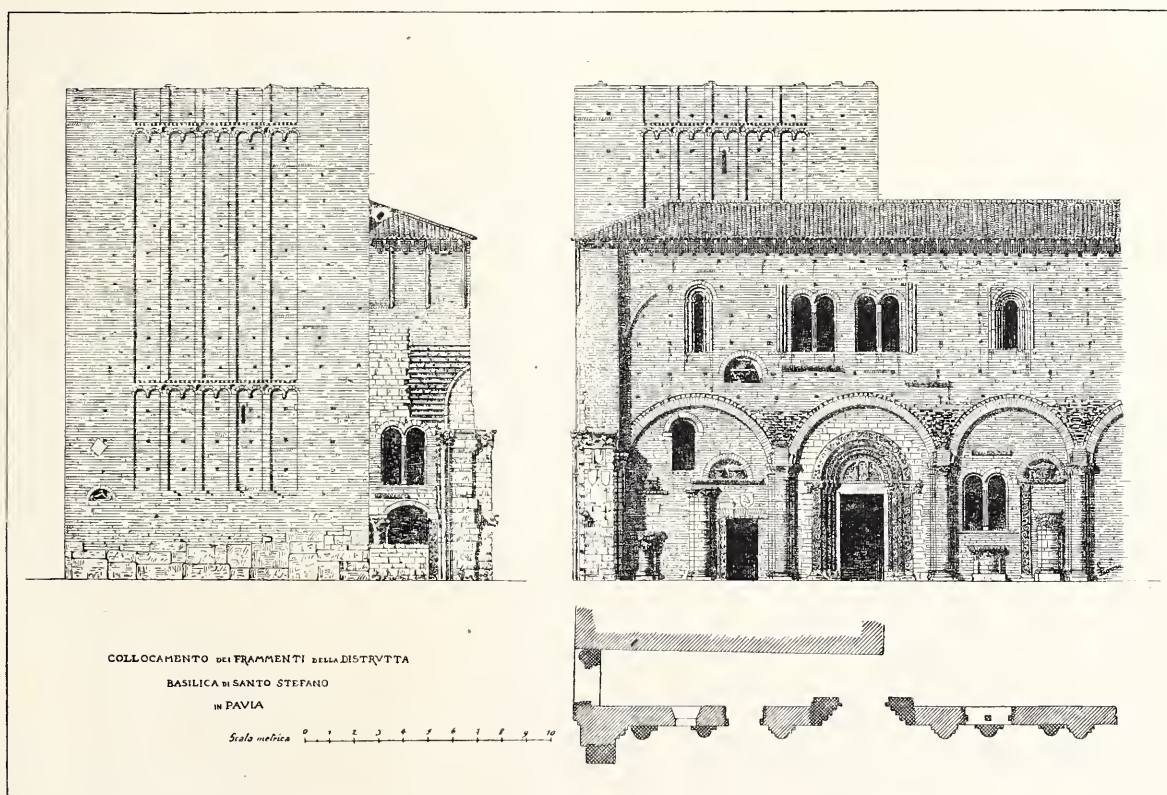 COLLOCAMENTO DEI FRAMMENTI DELLA DISTRVTTA
BASILICA DI SANTO STEFANO
IN PAVIA
Scala metrica 0 1 2 3 4 5 6 7 8 9 10